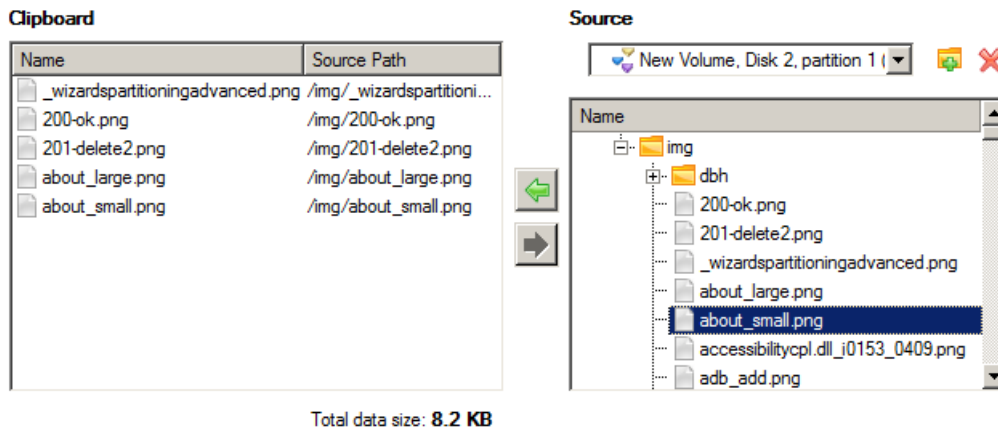 Clipboard
Name Source Path
_wizardspartitioningadvanced.png /img/_wizardspartitioni...
200-ok.png /img/200-ok.png
201-delete2.png /img/201-delete2.png
about_large.png /img/about_large.png
about_small.png /img/about_small.png
Total data size: 8.2 KB
Source
New Volume, Disk 2, partition 1 (
Name
img
dbh
200-ok.png
201-delete2.png
_wizardspartitioningadvanced.png
about_large.png
about_small.png
accessibilitycpl.dll_i0153_0409.png
adb_add.png